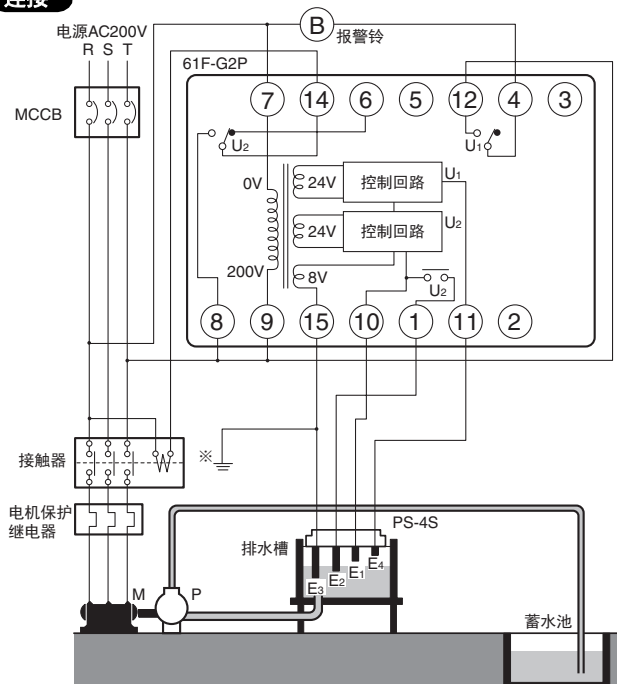 连接
电源AC200V
R S T
B
报警铃
61F-G2P
MCCB
7 14 6 5 12 4 3
U2
U1
0V
24V
控制回路
U1
24V
控制回路
U2
200V
8V
U2
8 9 15 10 1 11 2
接触器
※
电机保护
继电器
PS-4S
排水槽
E3 E2 E1 E4
M P
蓄水池